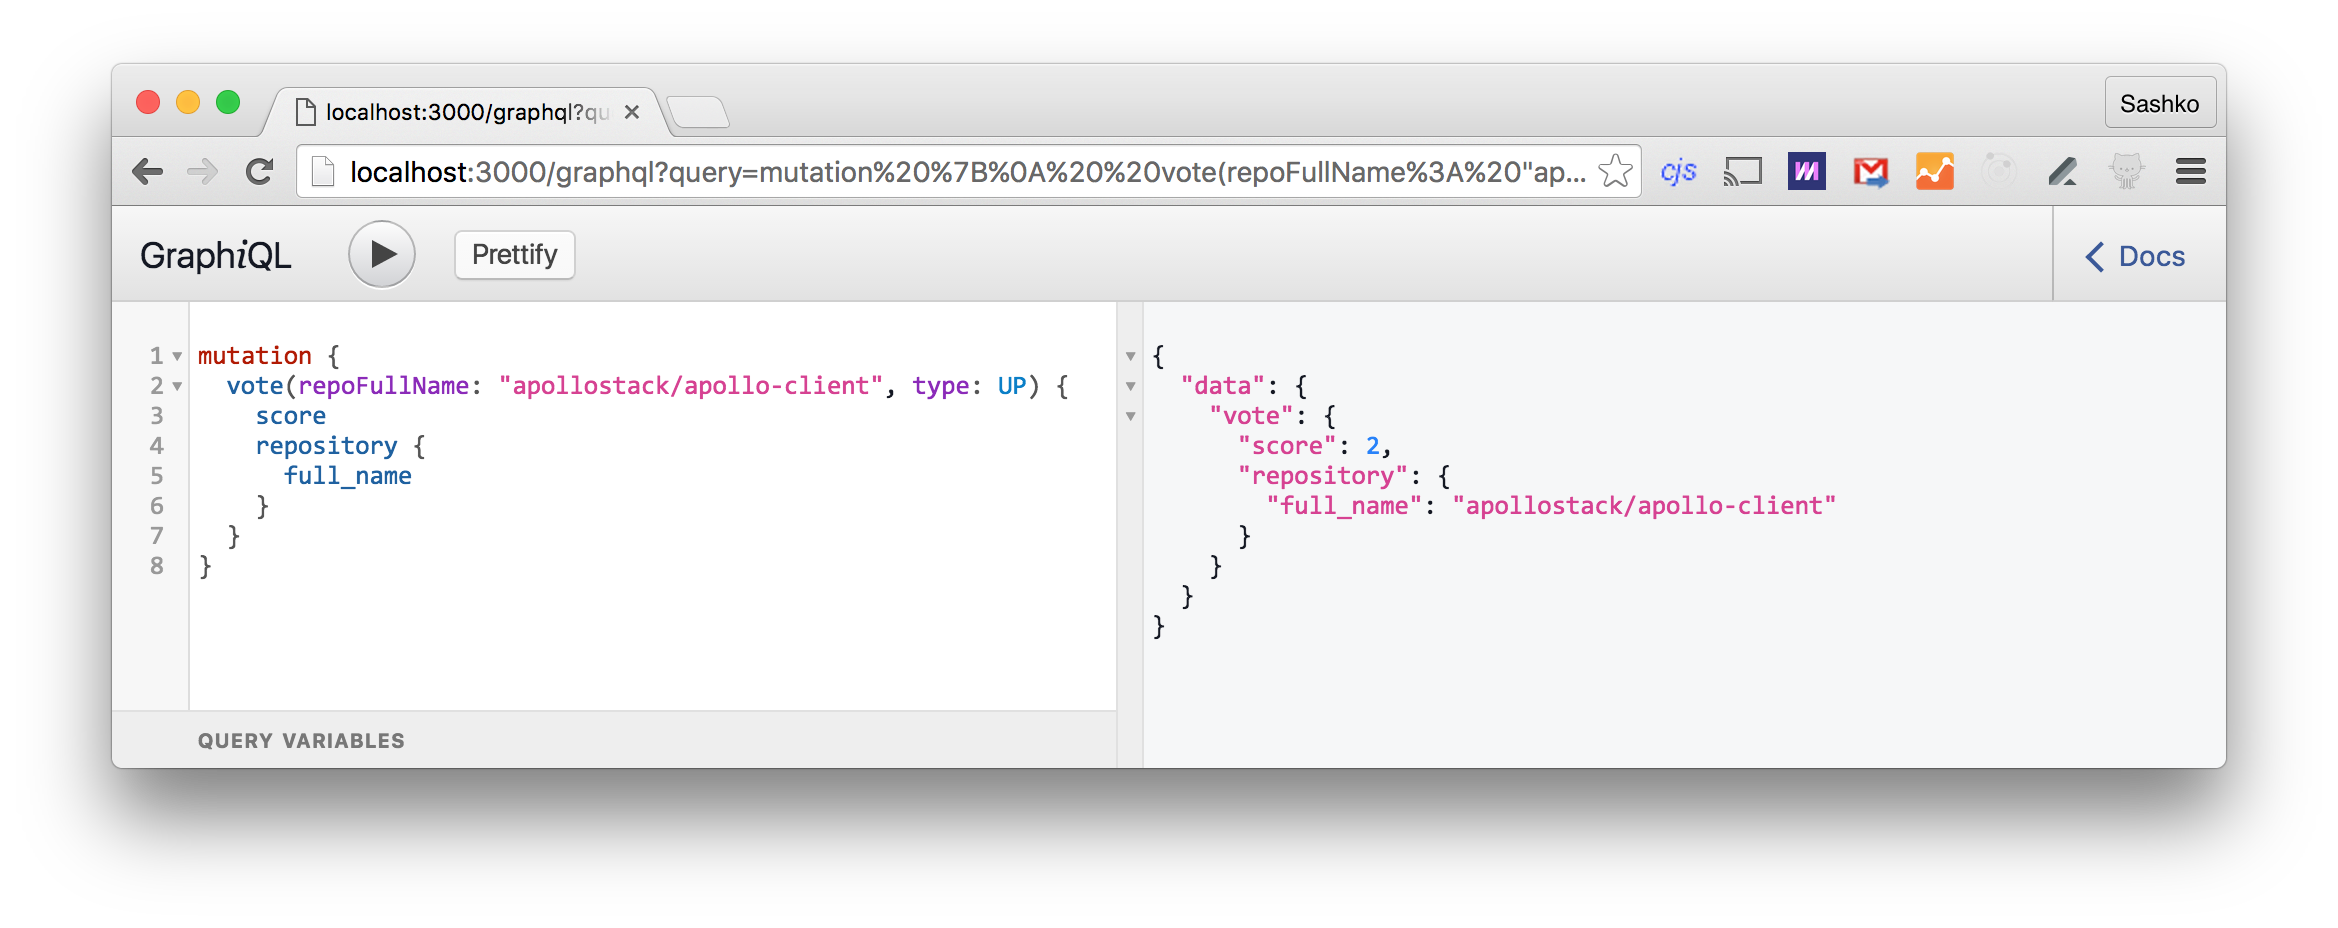 localhost:3000/graphql?qu
Sashko
localhost:3000/graphql?query=mutation%20%7B%0A%20%20vote(repoFullName%3A%20"ap...
cjs
GraphiQL
Prettify
Docs
1 mutation {
2   vote(repoFullName: "apollostack/apollo-client", type: UP) {
3     score
4     repository {
5       full_name
6     }
7   }
8 }
QUERY VARIABLES
{
  "data": {
    "vote": {
      "score": 2,
      "repository": {
        "full_name": "apollostack/apollo-client"
      }
    }
  }
}